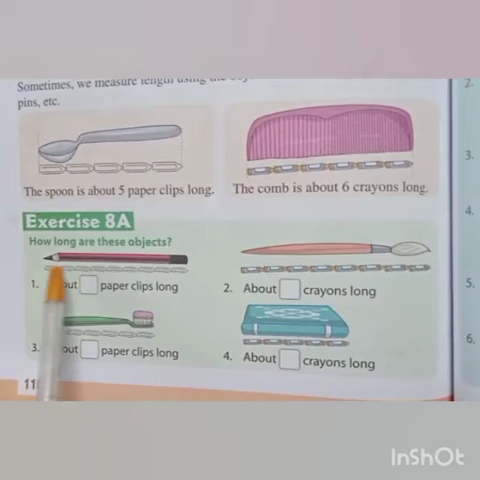 Sometimes, we measure length using
pins, etc.
The spoon is about 5 paper clips long.
The comb is about 6 crayons long.
Exercise 8A
How long are these objects?
1. paper clips long
2. About crayons long
3. paper clips long
4. About crayons long
2.
3.
4.
5.
6.
InShOt